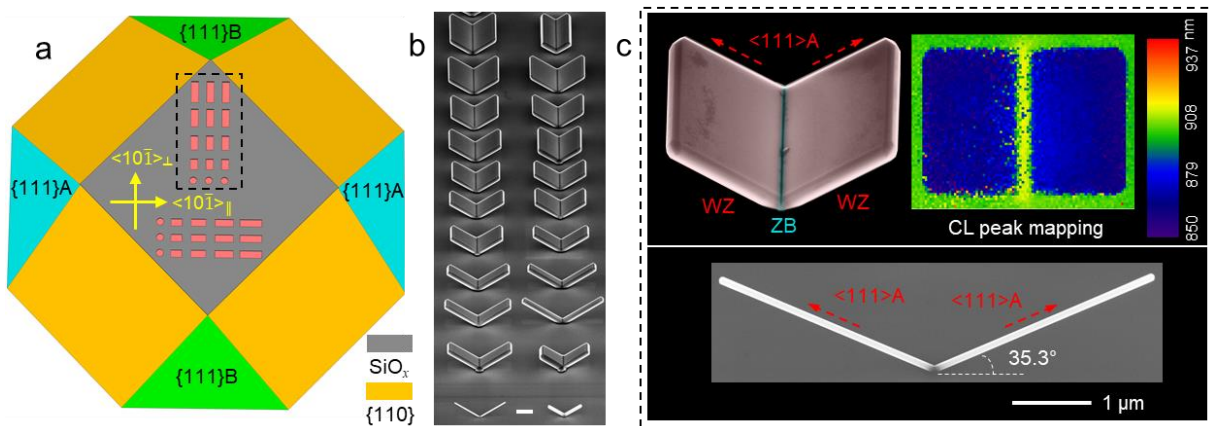 a
{111}B
<101̄>⊥
{111}A
{111}A
<101̄>∥
{111}B
SiOₓ
{110}
b
c
<111>A
WZ
WZ
ZB
CL peak mapping
937 nm
908
879
850
<111>A
<111>A
35.3°
1 µm